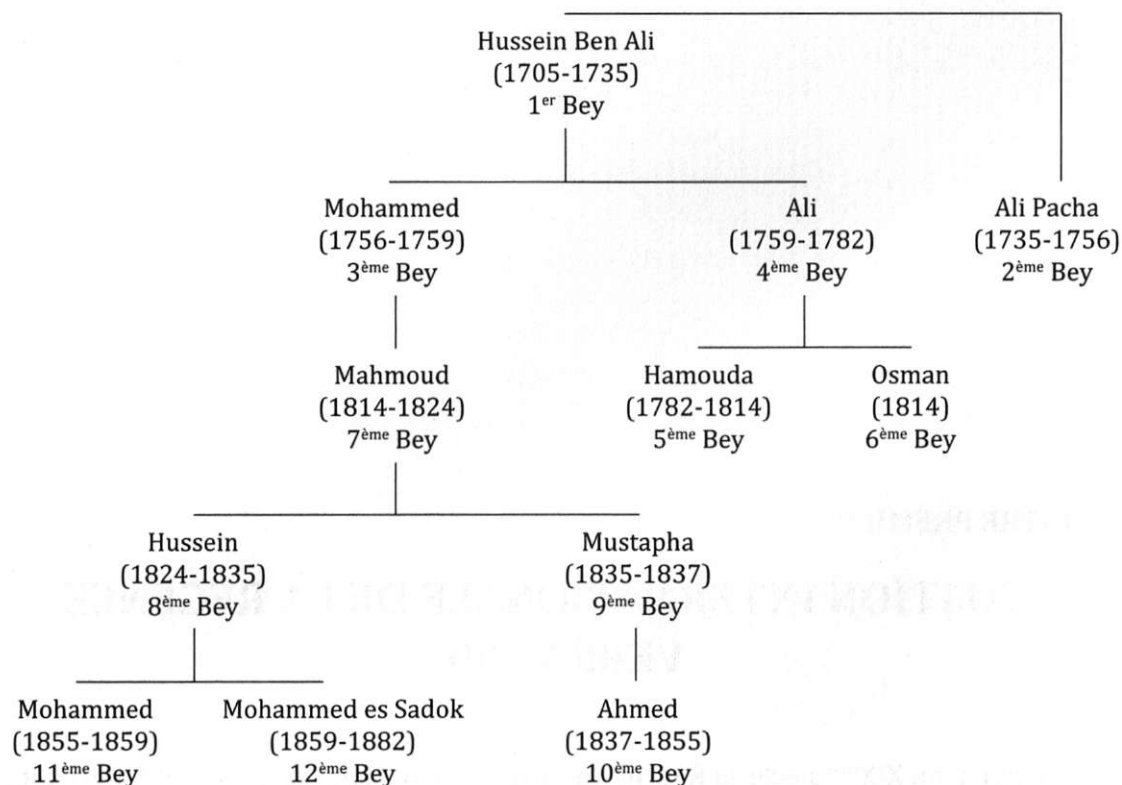 Hussein Ben Ali
(1705-1735)
1er Bey
Mohammed
(1756-1759)
3ème Bey
Ali
(1759-1782)
4ème Bey
Ali Pacha
(1735-1756)
2ème Bey
Mahmoud
(1814-1824)
7ème Bey
Hamouda
(1782-1814)
5ème Bey
Osman
(1814)
6ème Bey
Hussein
(1824-1835)
8ème Bey
Mustapha
(1835-1837)
9ème Bey
Mohammed
(1855-1859)
11ème Bey
Mohammed es Sadok
(1859-1882)
12ème Bey
Ahmed
(1837-1855)
10ème Bey